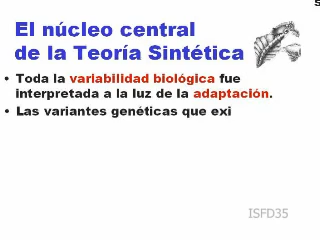 El núcleo central
de la Teoría Sintética
• Toda la variabilidad biológica fue
interpretada a la luz de la adaptación.
• Las variantes genéticas que exi
ISFD35